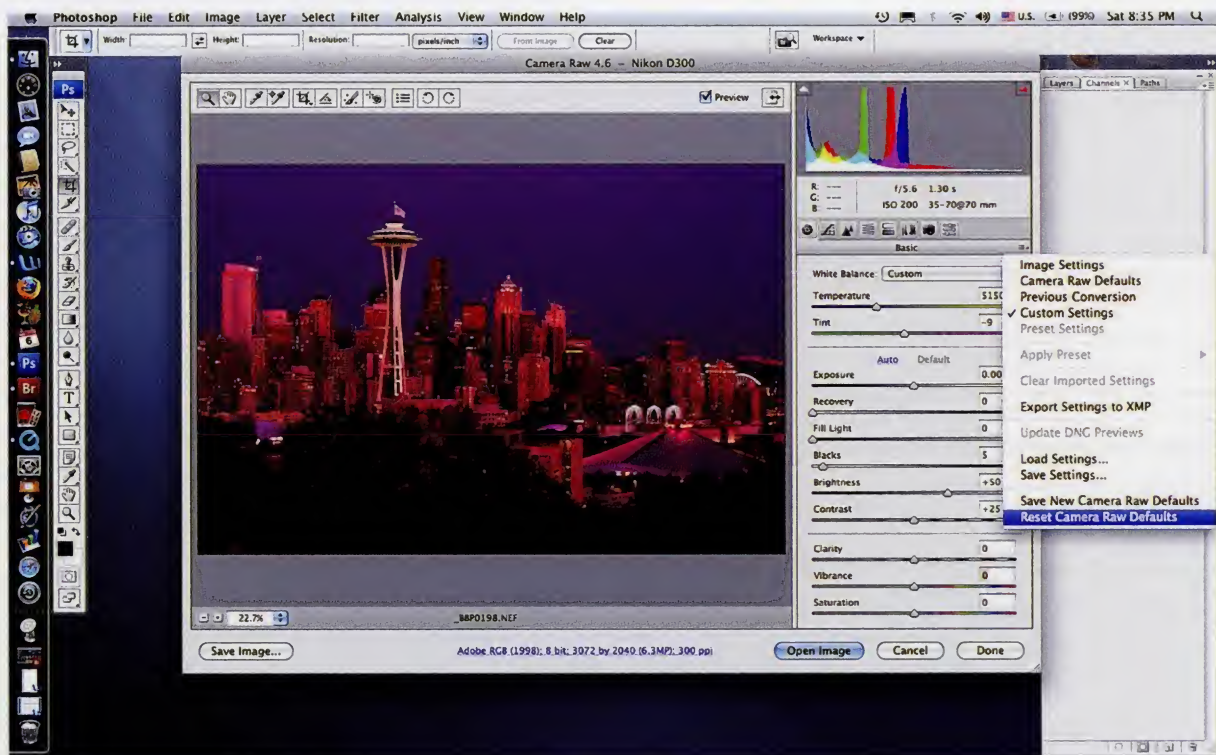 Photoshop File Edit Image Layer Select Filter Analysis View Window Help
U.S. (99%) Sat 8:35 PM
Width: Height: Resolution: pixels/inch From Image Clear Workspace
Camera Raw 4.6 – Nikon D300
Ps
Preview
Layers Channels × Paths
R: ---
G: ---
B: ---
f/5.6 1.30 s
ISO 200 35-70@70 mm
Basic
White Balance: Custom
Temperature 5150
Tint -9
Auto Default
Exposure 0.00
Recovery 0
Fill Light 0
Blacks 5
Brightness +50
Contrast +25
Clarity 0
Vibrance 0
Saturation 0
Image Settings
Camera Raw Defaults
Previous Conversion
✓ Custom Settings
Preset Settings
Apply Preset
Clear Imported Settings
Export Settings to XMP
Update DNG Previews
Load Settings...
Save Settings...
Save New Camera Raw Defaults
Reset Camera Raw Defaults
6
Ps
Br
T
22.7% _BBP0198.NEF
Save Image... Adobe RGB (1998); 8 bit; 3072 by 2040 (6.3MP); 300 ppi Open Image Cancel Done